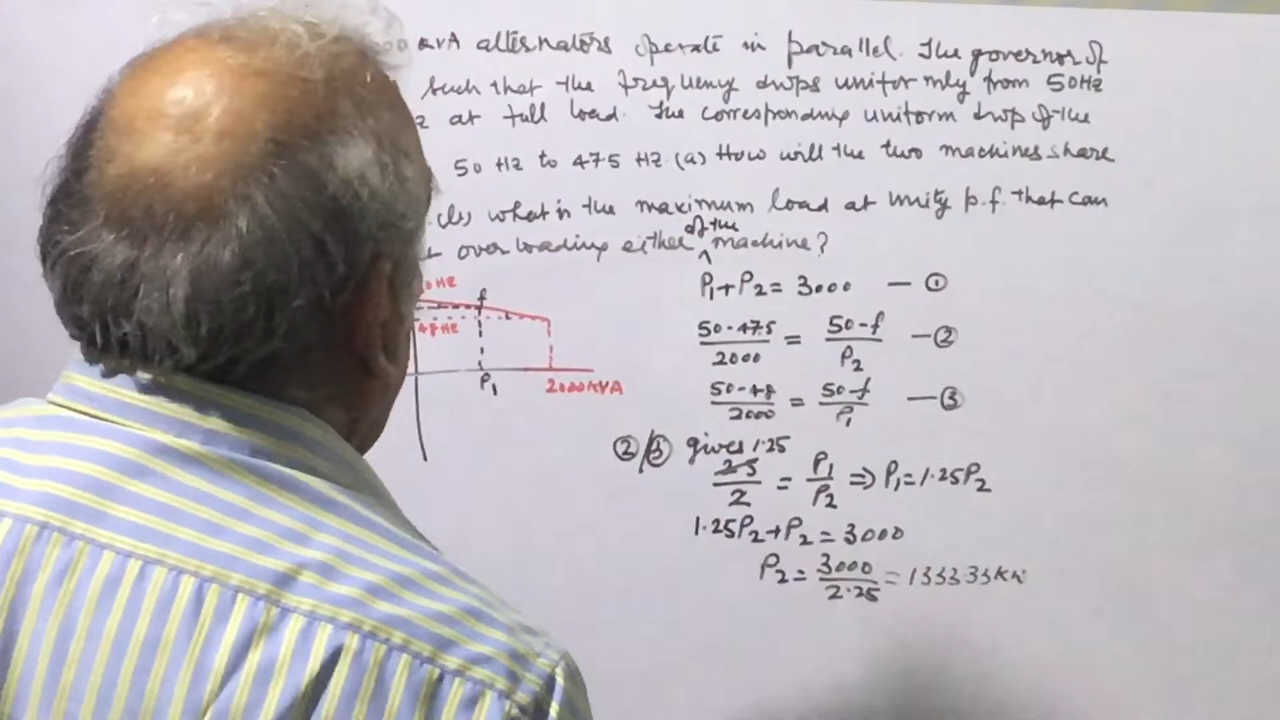 KVA alternators operate in parallel. The governor of
such that the frequency drops uniformly from 50Hz
at full load. The corresponding uniform drop of the
50 Hz to 47.5 Hz. (a) How will the two machines share
what is the maximum load at unity p.f. that can
of the
over loading either ^ machine?
P₁+P₂= 3000 — ①
50-47.5/2000 = 50-f/P₂ — ②
50-48/2000 = 50-f/P₁ — ③
②/③ gives 1.25
2.5/2 = P₁/P₂ ⇒ P₁=1.25P₂
1.25P₂+P₂ = 3000
P₂ = 3000/2.25 = 1333.33KW
0HZ
f
48HZ
P₁
2000KVA